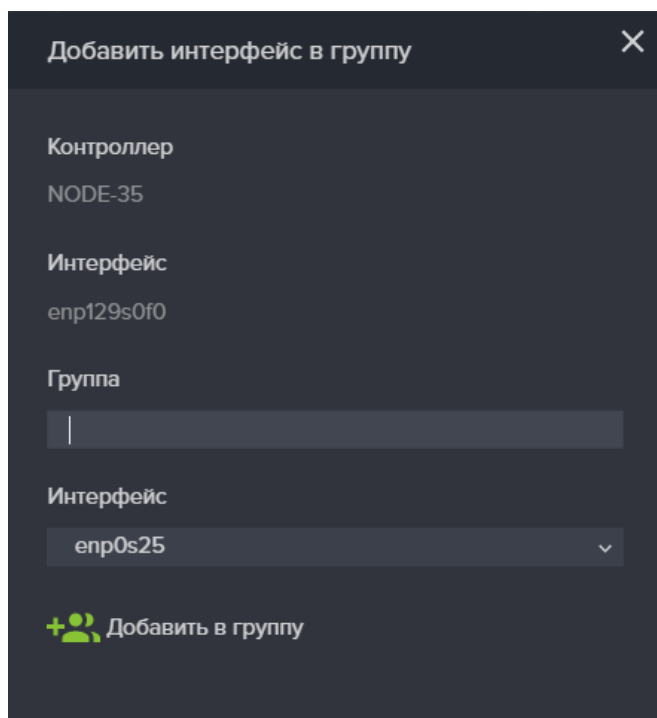 Добавить интерфейс в группу
Контроллер
NODE-35
Интерфейс
enp129s0f0
Группа
Интерфейс
enp0s25
Добавить в группу